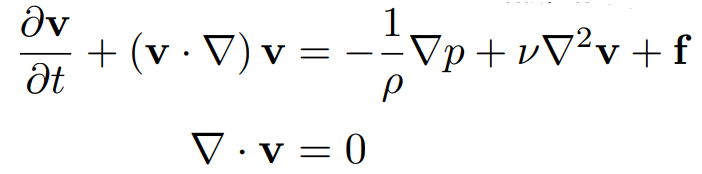 ∂𝐯/∂t + (𝐯 · ∇) 𝐯 = −1/ρ ∇p + ν∇²𝐯 + 𝐟
∇ · 𝐯 = 0